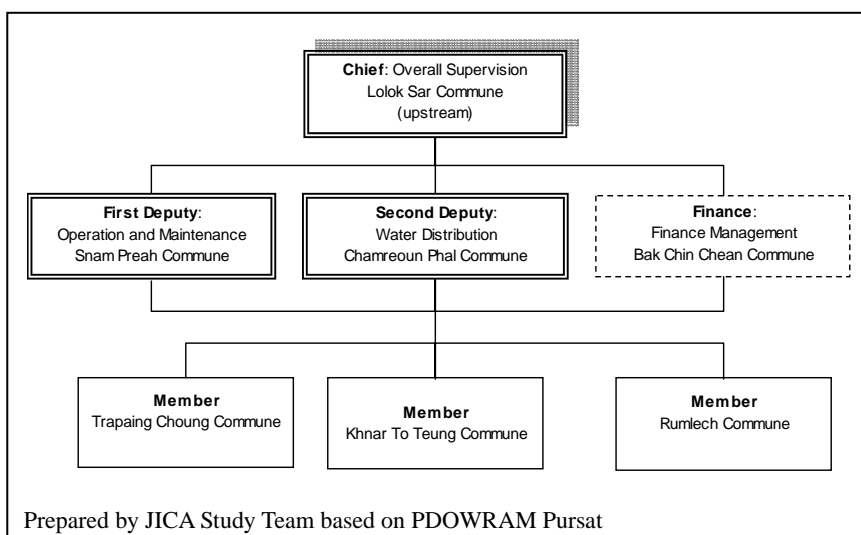 Chief: Overall Supervision
Lolok Sar Commune
(upstream)
First Deputy:
Operation and Maintenance
Snam Preah Commune
Second Deputy:
Water Distribution
Chamreoun Phal Commune
Finance:
Finance Management
Bak Chin Chean Commune
Member
Trapaing Choung Commune
Member
Khnar To Teung Commune
Member
Rumlech Commune
Prepared by JICA Study Team based on PDOWRAM Pursat